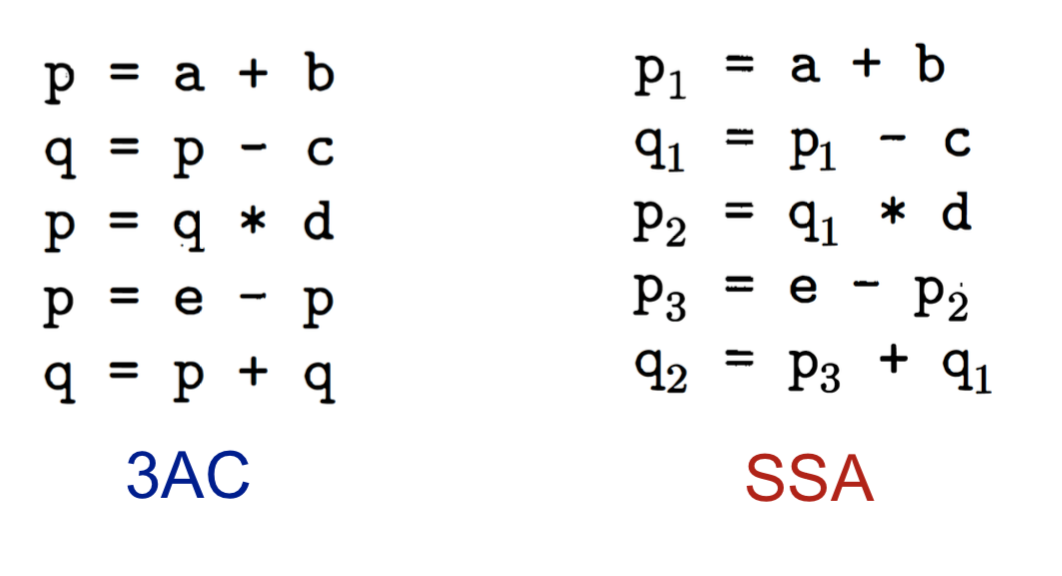 p = a + b
q = p - c
p = q * d
p = e - p
q = p + q
3AC
p₁ = a + b
q₁ = p₁ - c
p₂ = q₁ * d
p₃ = e - p₂
q₂ = p₃ + q₁
SSA